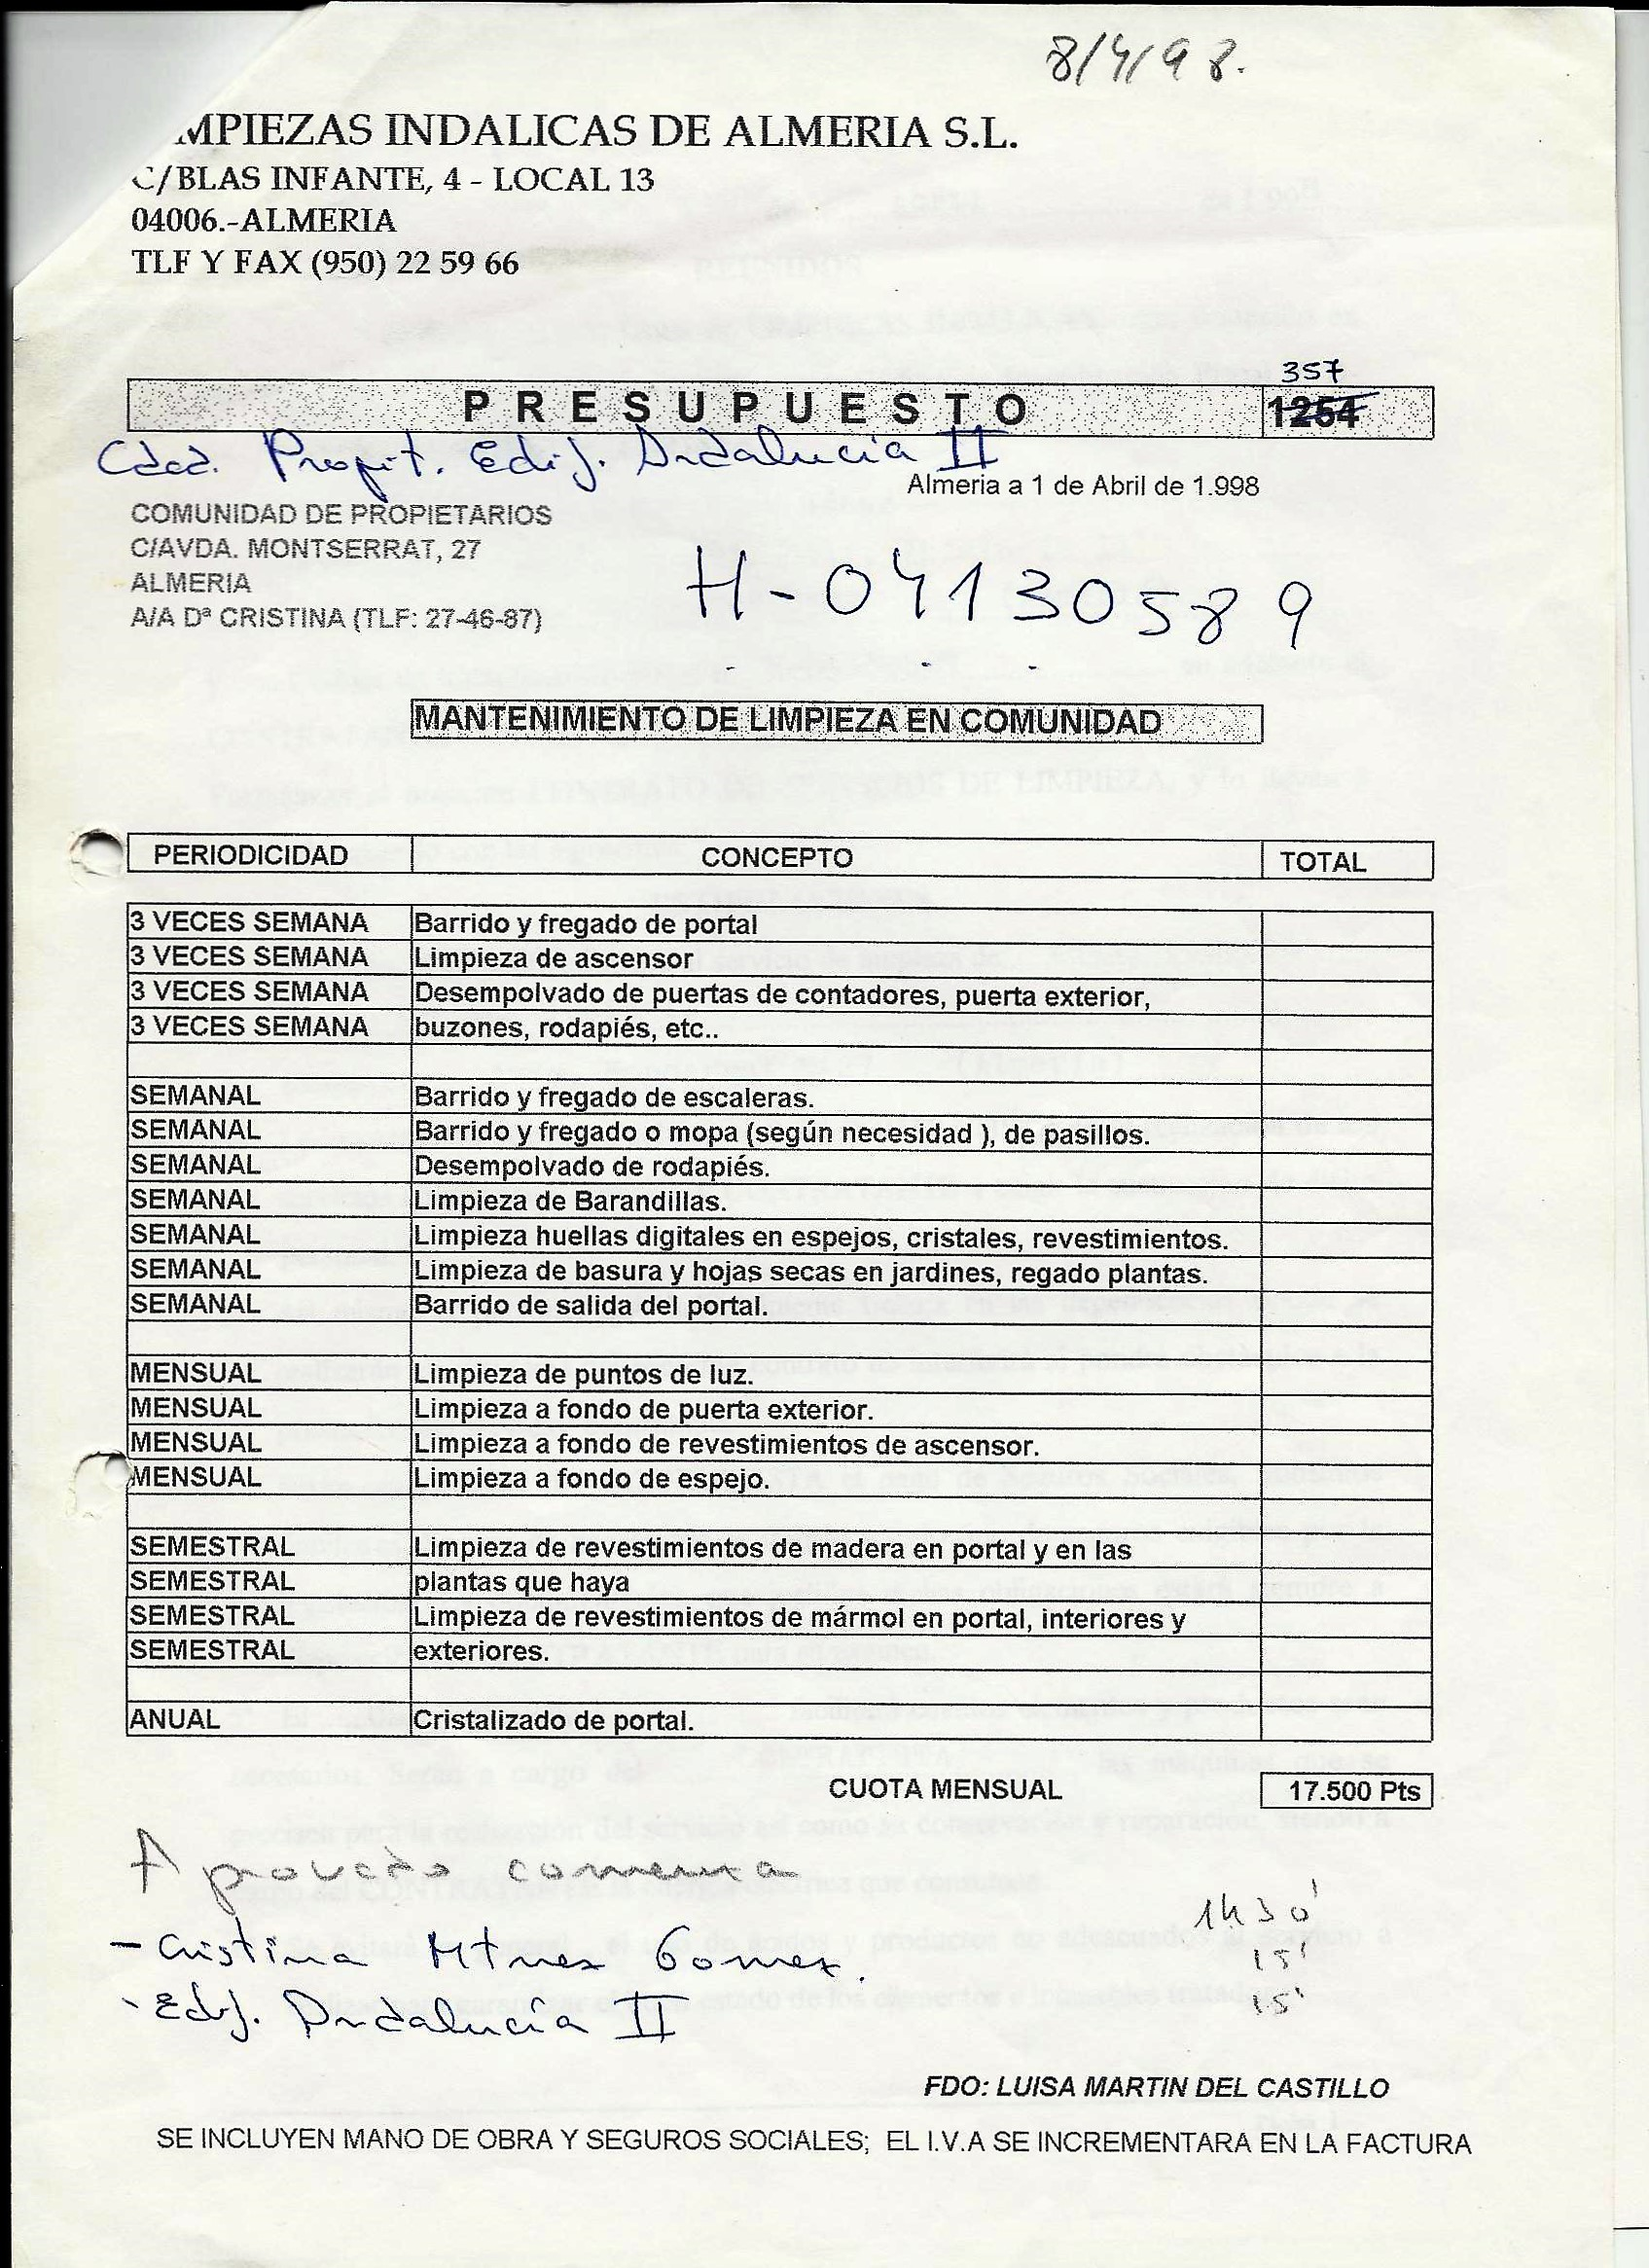 8/4/98.
MPIEZAS INDALICAS DE ALMERIA S.L.
C/BLAS INFANTE, 4 - LOCAL 13
04006.-ALMERIA
TLF Y FAX (950) 22 59 66
357
PRESUPUESTO 1254
Cdad. Propit. Edif. Andalucía II
Almeria a 1 de Abril de 1.998
COMUNIDAD DE PROPIETARIOS
C/AVDA. MONTSERRAT, 27
ALMERIA
A/A Dª CRISTINA (TLF: 27-46-87)
H-04130589
MANTENIMIENTO DE LIMPIEZA EN COMUNIDAD
PERIODICIDAD CONCEPTO TOTAL
3 VECES SEMANA Barrido y fregado de portal
3 VECES SEMANA Limpieza de ascensor
3 VECES SEMANA Desempolvado de puertas de contadores, puerta exterior,
3 VECES SEMANA buzones, rodapiés, etc..
SEMANAL Barrido y fregado de escaleras.
SEMANAL Barrido y fregado o mopa (según necesidad ), de pasillos.
SEMANAL Desempolvado de rodapiés.
SEMANAL Limpieza de Barandillas.
SEMANAL Limpieza huellas digitales en espejos, cristales, revestimientos.
SEMANAL Limpieza de basura y hojas secas en jardines, regado plantas.
SEMANAL Barrido de salida del portal.
MENSUAL Limpieza de puntos de luz.
MENSUAL Limpieza a fondo de puerta exterior.
MENSUAL Limpieza a fondo de revestimientos de ascensor.
MENSUAL Limpieza a fondo de espejo.
SEMESTRAL Limpieza de revestimientos de madera en portal y en las
SEMESTRAL plantas que haya
SEMESTRAL Limpieza de revestimientos de mármol en portal, interiores y
SEMESTRAL exteriores.
ANUAL Cristalizado de portal.
CUOTA MENSUAL 17.500 Pts
Aprovado comenza
1h30'
- Cristina Mtnez Gomez.
15'
- Edif. Andalucía II
15'
FDO: LUISA MARTIN DEL CASTILLO
SE INCLUYEN MANO DE OBRA Y SEGUROS SOCIALES; EL I.V.A SE INCREMENTARA EN LA FACTURA